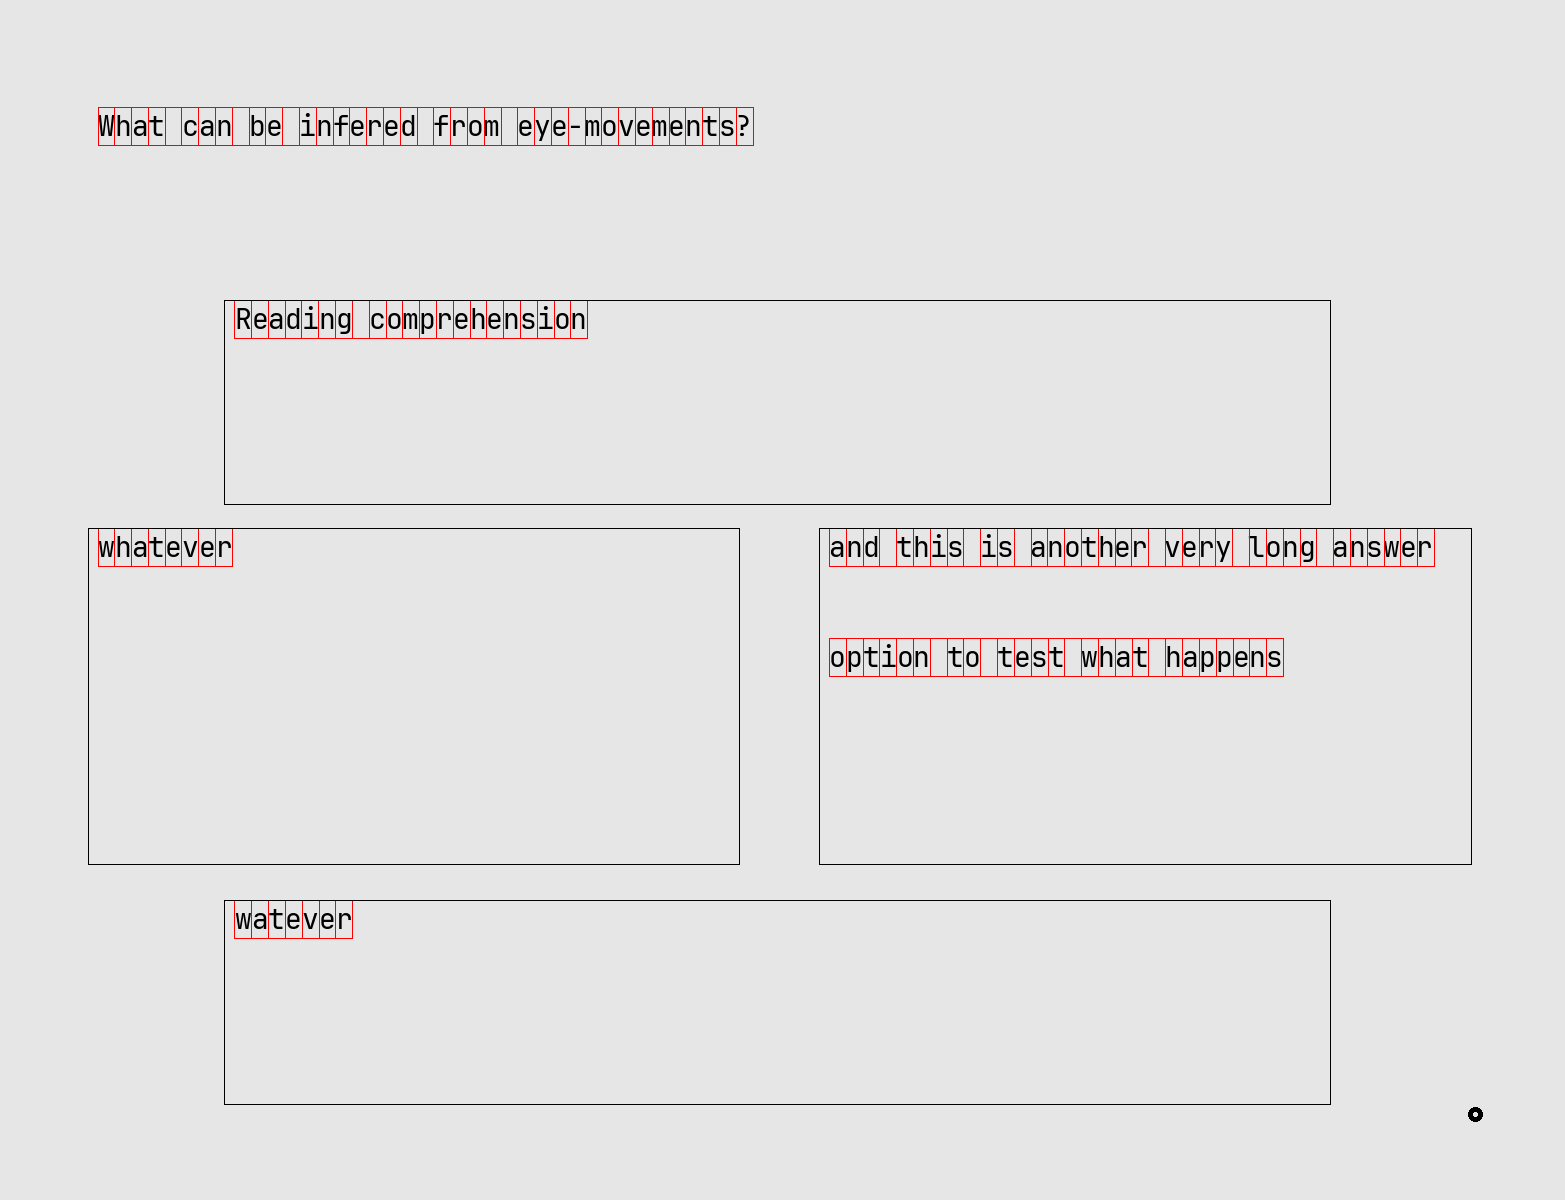 What can be infered from eye-movements?
Reading comprehension
whatever
and this is another very long answer
option to test what happens
watever